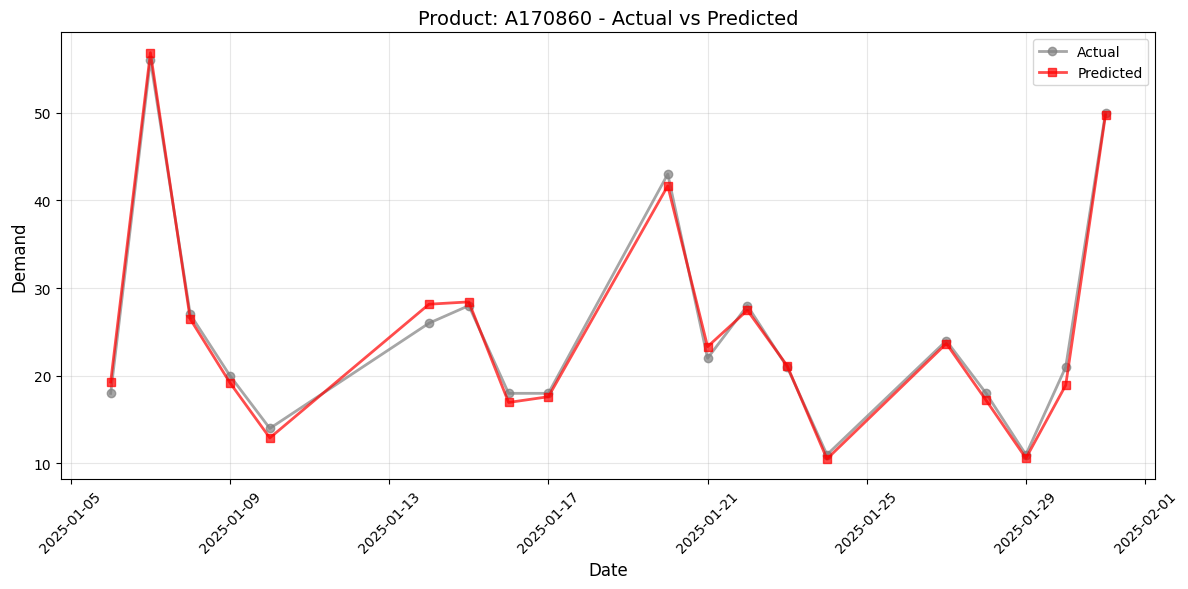 Product: A170860 - Actual vs Predicted
Actual
Predicted
Demand
50
40
30
20
10
2025-01-05
2025-01-09
2025-01-13
2025-01-17
2025-01-21
2025-01-25
2025-01-29
2025-02-01
Date